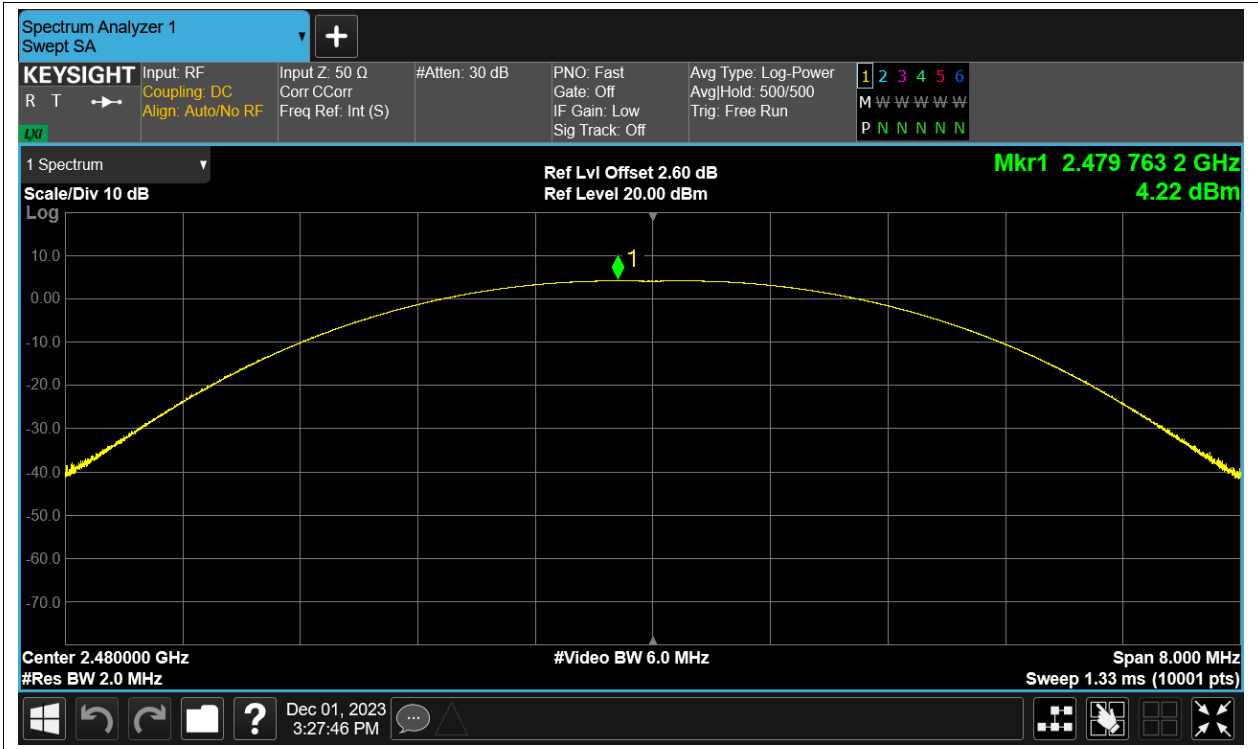 Spectrum Analyzer 1
Swept SA
KEYSIGHT
R T
LXI
Input: RF
Coupling: DC
Align: Auto/No RF
Input Z: 50 Ω
Corr CCorr
Freq Ref: Int (S)
#Atten: 30 dB
PNO: Fast
Gate: Off
IF Gain: Low
Sig Track: Off
Avg Type: Log-Power
Avg|Hold: 500/500
Trig: Free Run
1 2 3 4 5 6
M W W W W W W
P N N N N N N
1 Spectrum
Scale/Div 10 dB
Log
Ref Lvl Offset 2.60 dB
Ref Level 20.00 dBm
Mkr1 2.479 763 2 GHz
4.22 dBm
1
10.0
0.00
-10.0
-20.0
-30.0
-40.0
-50.0
-60.0
-70.0
Center 2.480000 GHz
#Res BW 2.0 MHz
#Video BW 6.0 MHz
Span 8.000 MHz
Sweep 1.33 ms (10001 pts)
?
Dec 01, 2023
3:27:46 PM